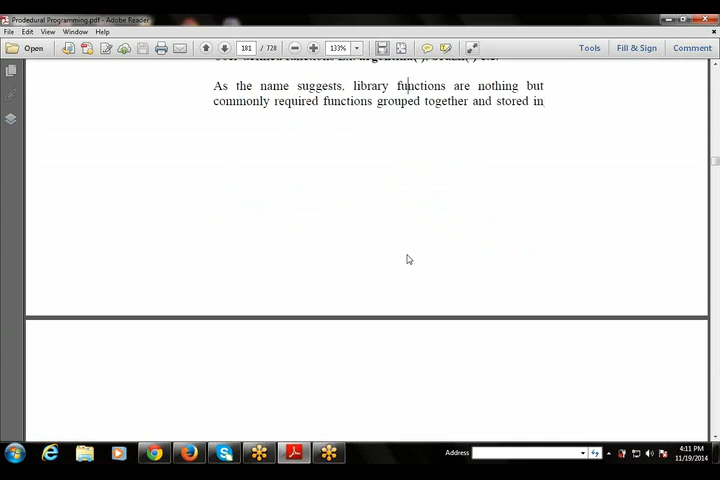 Prodedural Programming.pdf - Adobe Reader
File Edit View Window Help
Open 181 / 728 133% Tools Fill & Sign Comment
As the name suggests, library functions are nothing but
commonly required functions grouped together and stored in
Address
4:11 PM
11/19/2014